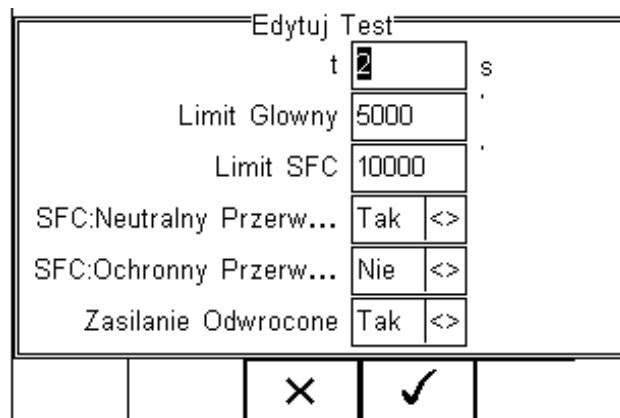 Edytuj Test
t 2 s
Limit Glowny 5000
Limit SFC 10000
SFC:Neutralny Przerw... Tak <>
SFC:Ochronny Przerw... Nie <>
Zasilanie Odwrocone Tak <>